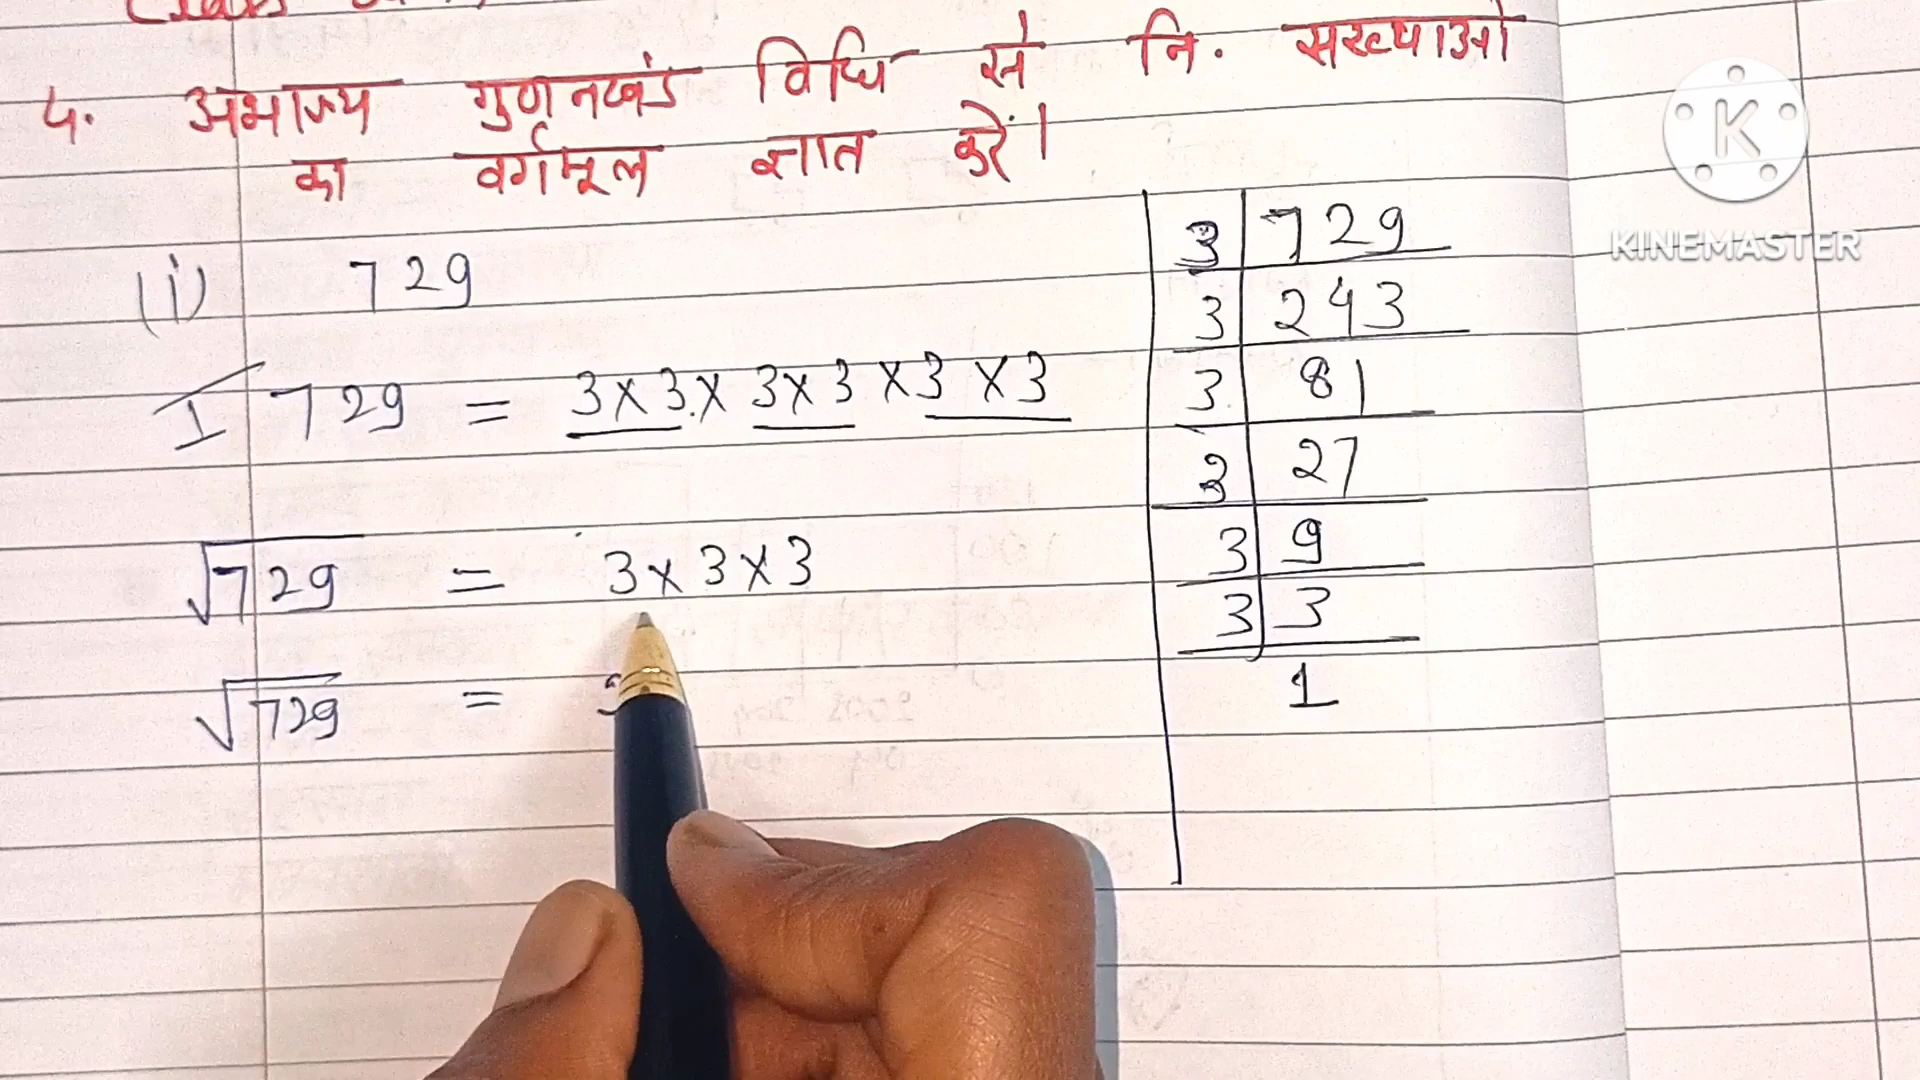 4. अभाज्य गुणनखंड विधि से नि. संख्याओ
का वर्गमूल ज्ञात करें।
(i) 729
729 = 3 x 3 x 3 x 3 x 3 x 3
√729 = 3 x 3 x 3
√729 =
3 729
3 243
3 81
3 27
3 9
3 3
1
K
KINEMASTER